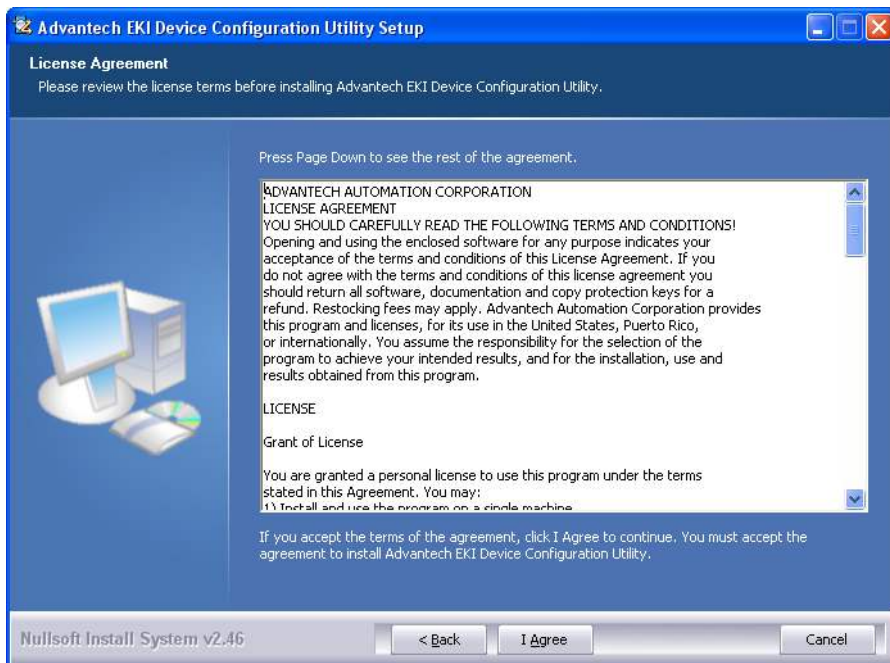 Advantech EKI Device Configuration Utility Setup
License Agreement
Please review the license terms before installing Advantech EKI Device Configuration Utility.
Press Page Down to see the rest of the agreement.
ADVANTECH AUTOMATION CORPORATION
LICENSE AGREEMENT
YOU SHOULD CAREFULLY READ THE FOLLOWING TERMS AND CONDITIONS!
Opening and using the enclosed software for any purpose indicates your
acceptance of the terms and conditions of this License Agreement. If you
do not agree with the terms and conditions of this license agreement you
should return all software, documentation and copy protection keys for a
refund. Restocking fees may apply. Advantech Automation Corporation provides
this program and licenses, for its use in the United States, Puerto Rico,
or internationally. You assume the responsibility for the selection of the
program to achieve your intended results, and for the installation, use and
results obtained from this program.
LICENSE
Grant of License
You are granted a personal license to use this program under the terms
stated in this Agreement. You may:
1) Install and use the program on a single machine
If you accept the terms of the agreement, click I Agree to continue. You must accept the
agreement to install Advantech EKI Device Configuration Utility.
Nullsoft Install System v2.46
< Back
I Agree
Cancel